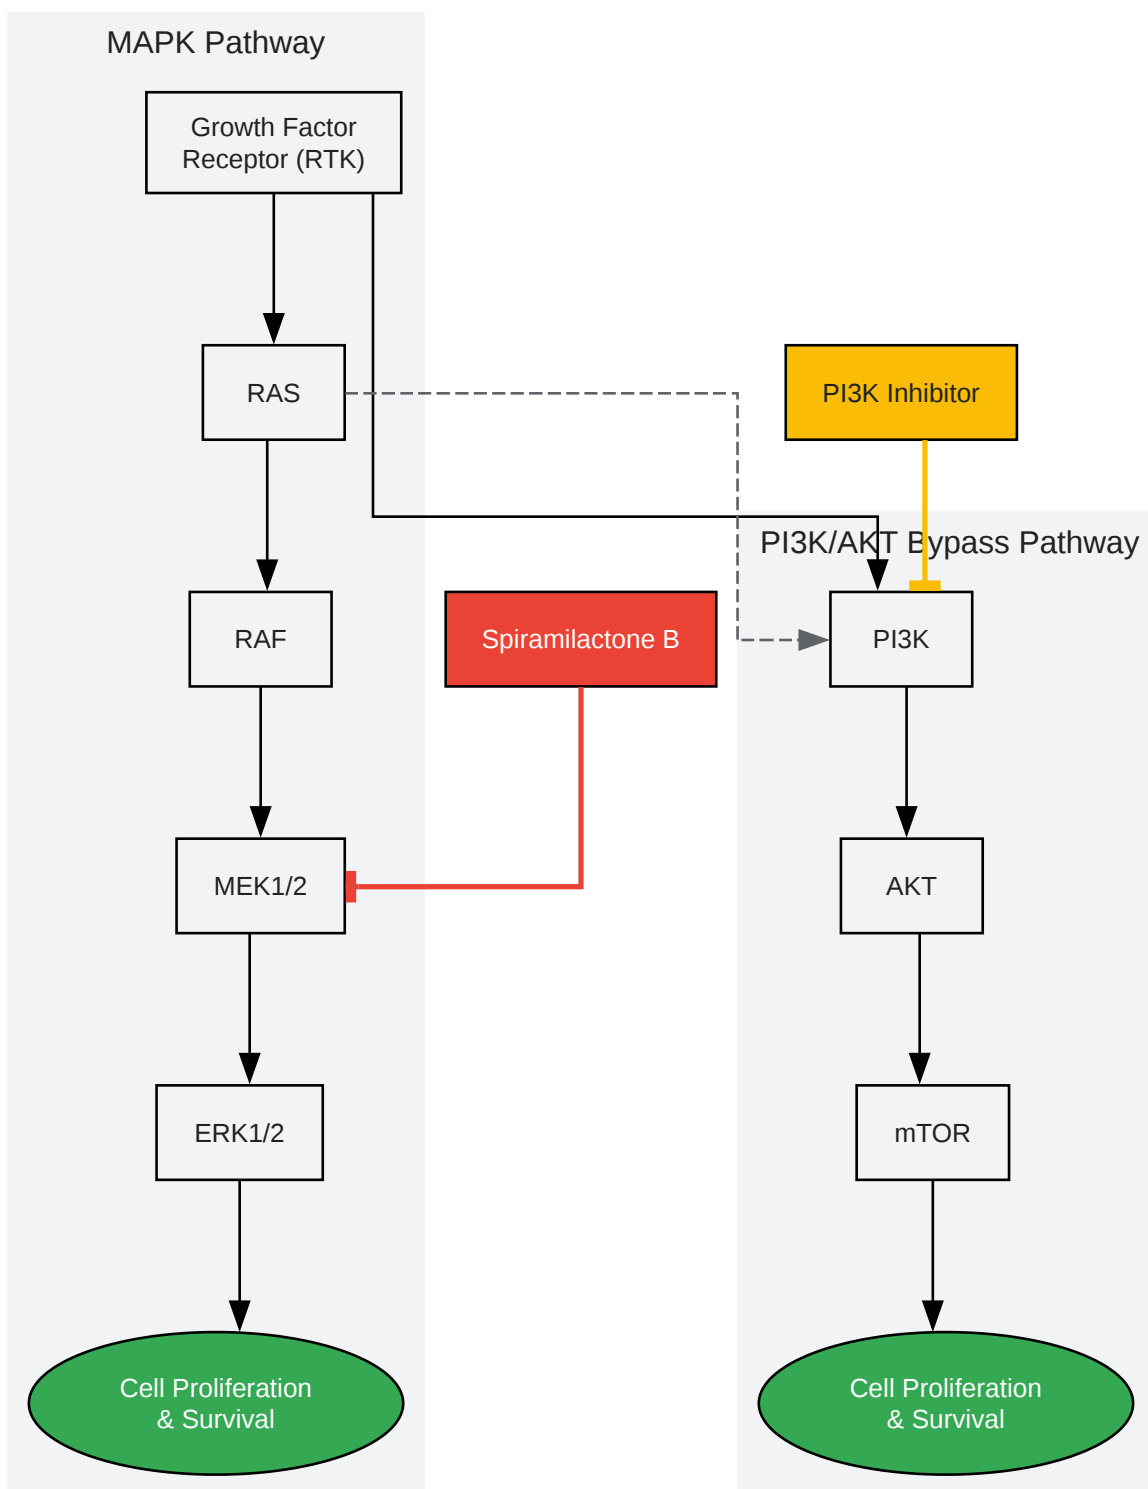 MAPK Pathway
Growth Factor
Receptor (RTK)
RAS
PI3K Inhibitor
PI3K/AKT Bypass Pathway
RAF
Spiramilactone B
PI3K
MEK1/2
AKT
ERK1/2
mTOR
Cell Proliferation
& Survival
Cell Proliferation
& Survival